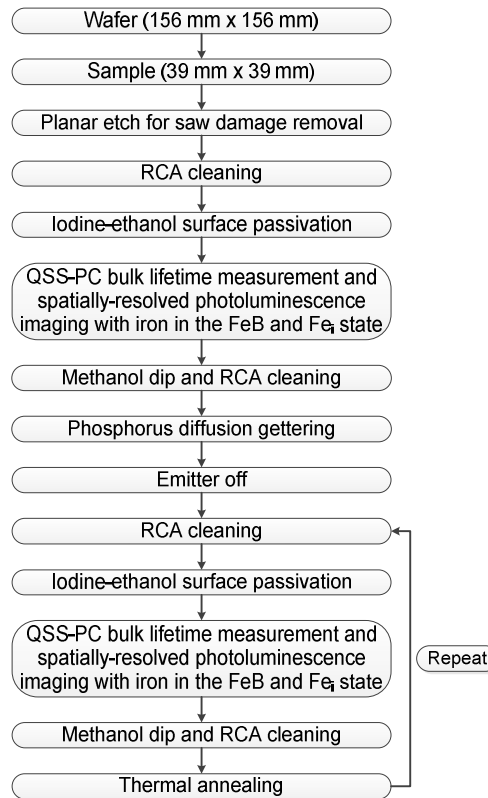 Wafer (156 mm x 156 mm)
Sample (39 mm x 39 mm)
Planar etch for saw damage removal
RCA cleaning
Iodine-ethanol surface passivation
QSS-PC bulk lifetime measurement and
spatially-resolved photoluminescence
imaging with iron in the FeB and Feᵢ state
Methanol dip and RCA cleaning
Phosphorus diffusion gettering
Emitter off
RCA cleaning
Iodine-ethanol surface passivation
QSS-PC bulk lifetime measurement and
spatially-resolved photoluminescence
imaging with iron in the FeB and Feᵢ state
Repeat
Methanol dip and RCA cleaning
Thermal annealing